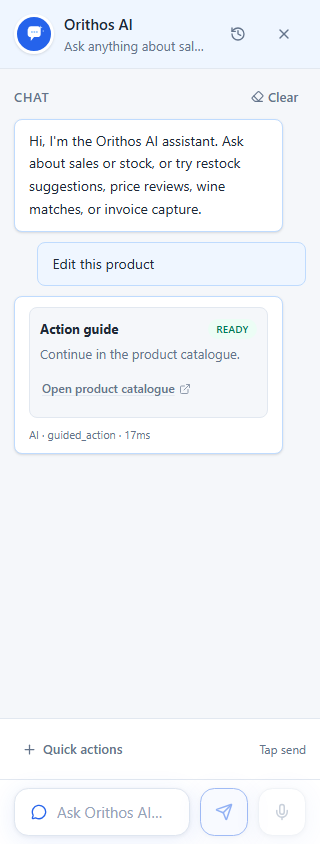 Orithos AI
Ask anything about sal...
CHAT
Clear
Hi, I'm the Orithos AI assistant. Ask
about sales or stock, or try restock
suggestions, price reviews, wine
matches, or invoice capture.
Edit this product
Action guide
READY
Continue in the product catalogue.
Open product catalogue
AI · guided_action · 17ms
Quick actions
Tap send
Ask Orithos AI...